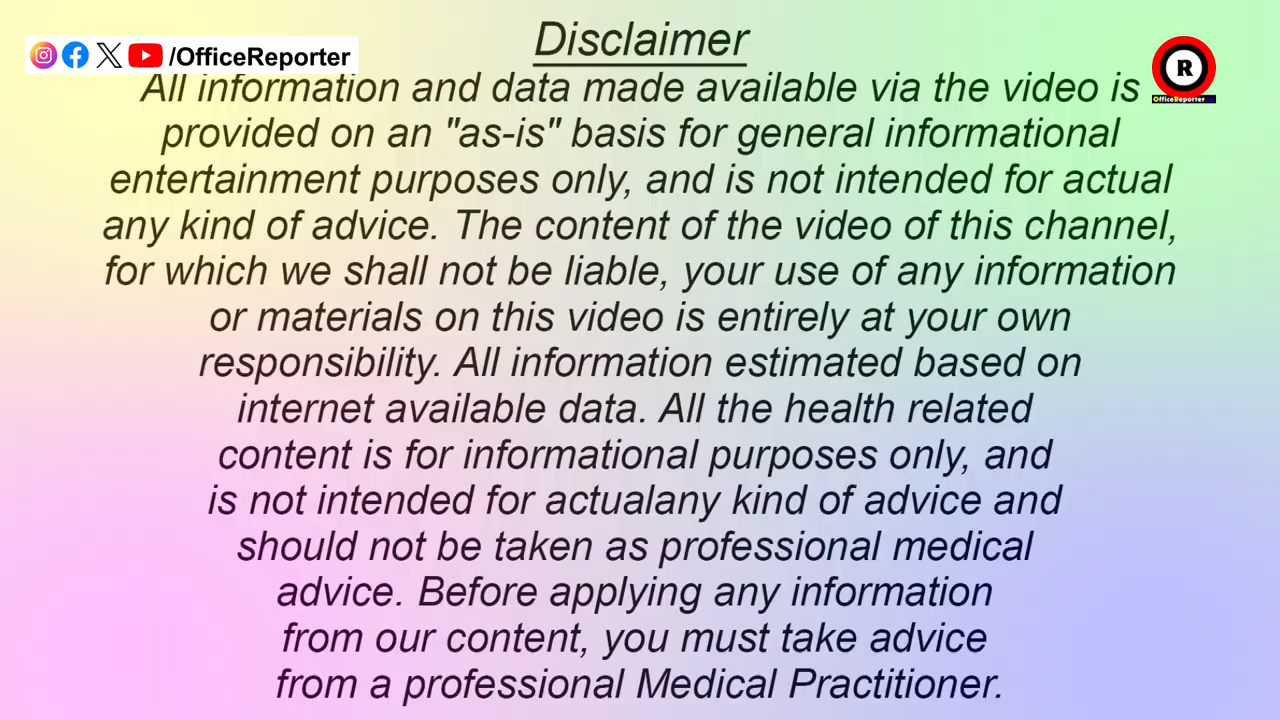 Disclaimer
/OfficeReporter
R
OfficeReporter
All information and data made available via the video is
provided on an "as-is" basis for general informational
entertainment purposes only, and is not intended for actual
any kind of advice. The content of the video of this channel,
for which we shall not be liable, your use of any information
or materials on this video is entirely at your own
responsibility. All information estimated based on
internet available data. All the health related
content is for informational purposes only, and
is not intended for actualany kind of advice and
should not be taken as professional medical
advice. Before applying any information
from our content, you must take advice
from a professional Medical Practitioner.